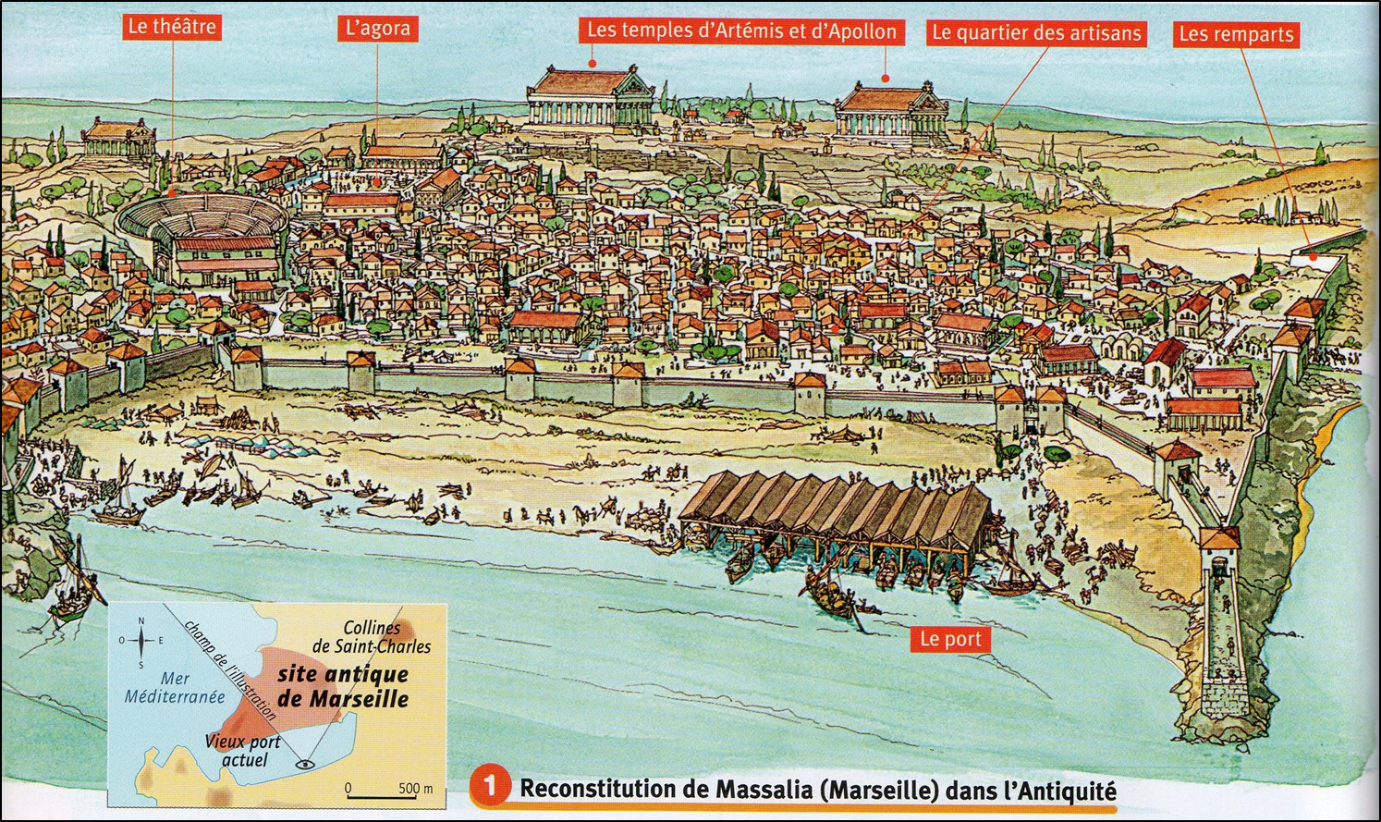 Le théâtre
L'agora
Les temples d'Artémis et d'Apollon
Le quartier des artisans
Les remparts
Le port
N
O
E
S
champ de l'illustration
Collines
de Saint-Charles
site antique
de Marseille
Mer
Méditerranée
Vieux port
actuel
0
500 m
1 Reconstitution de Massalia (Marseille) dans l'Antiquité